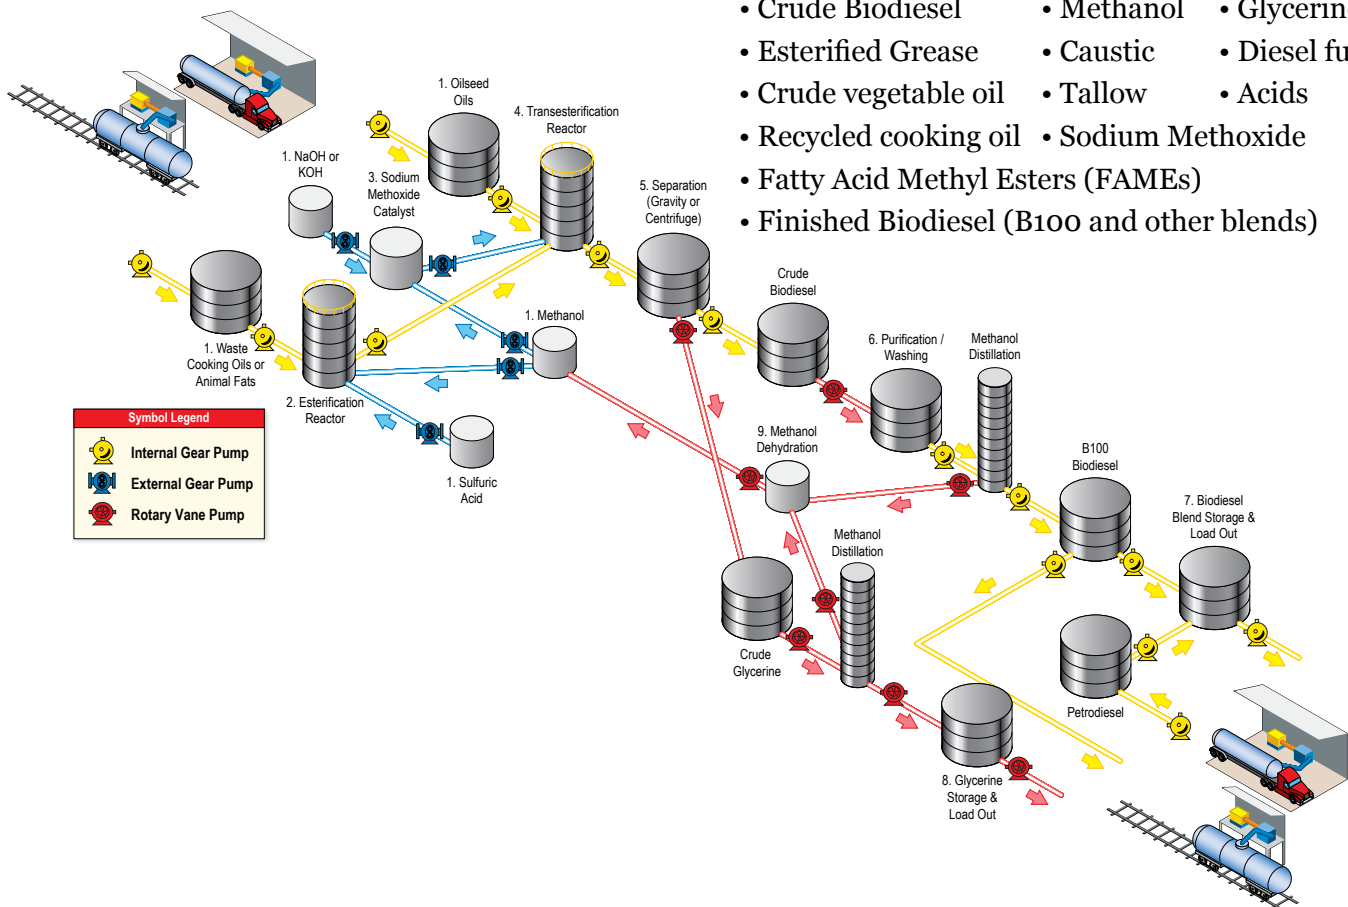 • Crude Biodiesel • Methanol • Glycerine
• Esterified Grease • Caustic • Diesel fu
• Crude vegetable oil • Tallow • Acids
• Recycled cooking oil • Sodium Methoxide
• Fatty Acid Methyl Esters (FAMEs)
• Finished Biodiesel (B100 and other blends)
1. Oilseed
Oils
4. Transesterification
Reactor
1. NaOH or
KOH
3. Sodium
Methoxide
Catalyst
5. Separation
(Gravity or
Centrifuge)
Crude
Biodiesel
1. Methanol
6. Purification /
Washing
Methanol
Distillation
1. Waste
Cooking Oils or
Animal Fats
2. Esterification
Reactor
9. Methanol
Dehydration
B100
Biodiesel
1. Sulfuric
Acid
7. Biodiesel
Blend Storage &
Load Out
Methanol
Distillation
Crude
Glycerine
Petrodiesel
8. Glycerine
Storage &
Load Out
Symbol Legend
Internal Gear Pump
External Gear Pump
Rotary Vane Pump